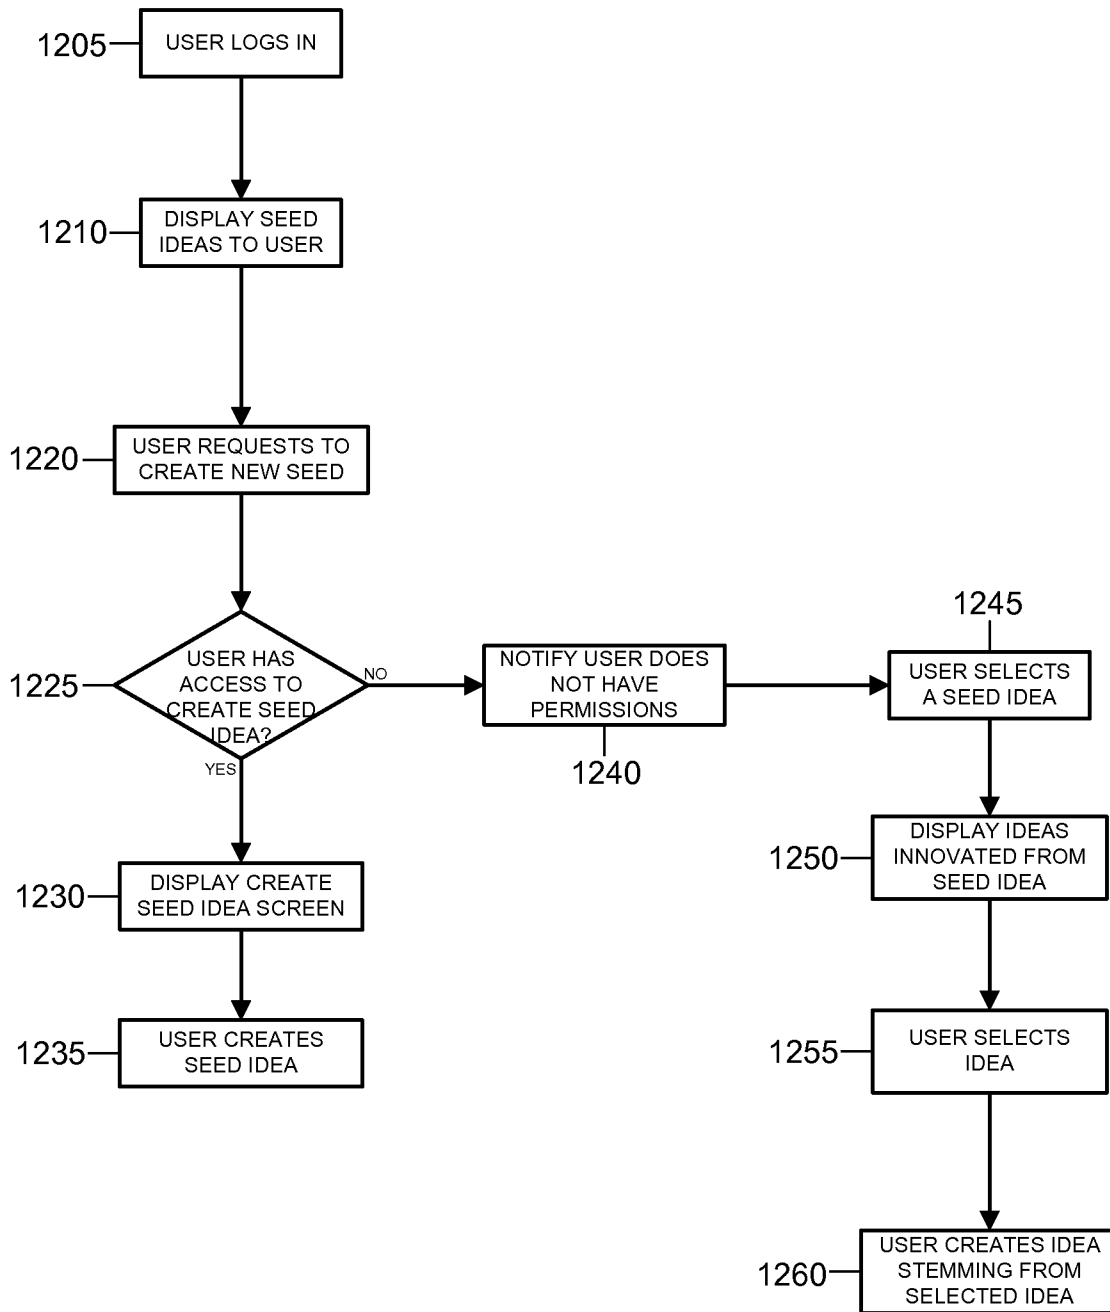 1205
USER LOGS IN
1210
DISPLAY SEED
IDEAS TO USER
1220
USER REQUESTS TO
CREATE NEW SEED
1225
USER HAS
ACCESS TO
CREATE SEED
IDEA?
NO
YES
1230
DISPLAY CREATE
SEED IDEA SCREEN
1235
USER CREATES
SEED IDEA
NOTIFY USER DOES
NOT HAVE
PERMISSIONS
1240
1245
USER SELECTS
A SEED IDEA
1250
DISPLAY IDEAS
INNOVATED FROM
SEED IDEA
1255
USER SELECTS
IDEA
1260
USER CREATES IDEA
STEMMING FROM
SELECTED IDEA